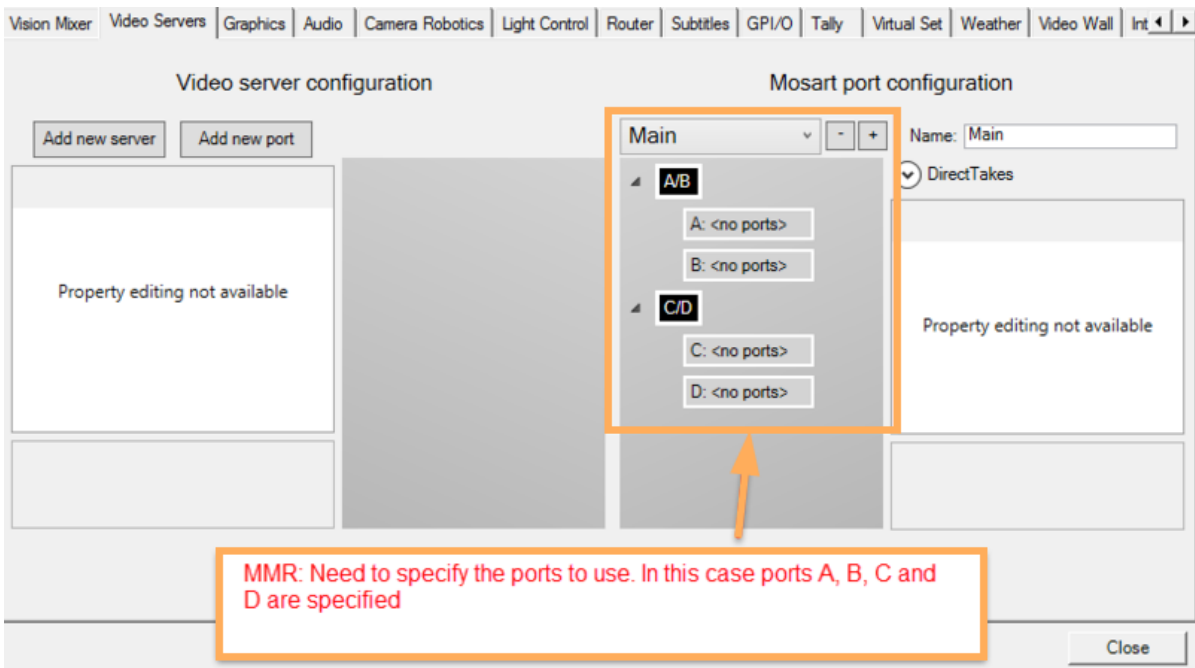 Vision Mixer Video Servers Graphics Audio Camera Robotics Light Control Router Subtitles GPI/O Tally Virtual Set Weather Video Wall Int
Video server configuration
Mosart port configuration
Add new server Add new port
Main - + Name: Main
DirectTakes
A/B
A: <no ports>
B: <no ports>
C/D
C: <no ports>
D: <no ports>
Property editing not available
Property editing not available
MMR: Need to specify the ports to use. In this case ports A, B, C and
D are specified
Close